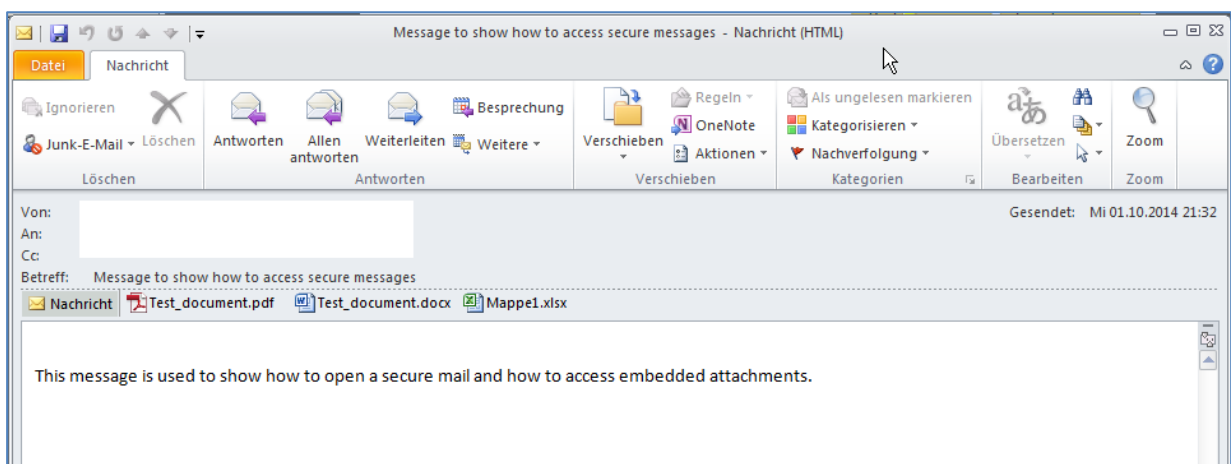 Message to show how to access secure messages - Nachricht (HTML)
Datei Nachricht
Ignorieren
Junk-E-Mail
Löschen
Antworten
Allen antworten
Weiterleiten
Besprechung
Weitere
Verschieben
Regeln
OneNote
Aktionen
Als ungelesen markieren
Kategorisieren
Nachverfolgung
Übersetzen
Zoom
Löschen Antworten Verschieben Kategorien Bearbeiten Zoom
Von: Gesendet: Mi 01.10.2014 21:32
An:
Cc:
Betreff: Message to show how to access secure messages
Nachricht Test_document.pdf Test_document.docx Mappe1.xlsx
This message is used to show how to open a secure mail and how to access embedded attachments.